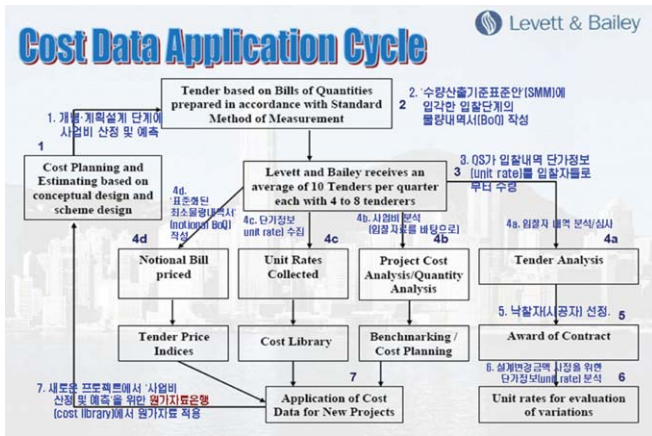 Levett & Bailey
Cost Data Application Cycle
Tender based on Bills of Quantities
prepared in accordance with Standard
Method of Measurement
2
2. '수량산출기준표준안'(SMM)에
입각한 입찰단계의
물량내역서(BoQ) 작성
1. 개념·계획설계 단계에
사업비 산정 및 예측
1
Cost Planning and
Estimating based on
conceptual design and
scheme design
Levett and Bailey receives an
average of 10 Tenders per quarter
each with 4 to 8 tenderers
3
3. QS가 입찰내역 단가정보
(unit rate)를 입찰자들로
부터 수령
4d.
'표준화된
최소물량내역서'
(notional BoQ)
작성
4c. 단가정보
unit rate) 수집
4b. 사업비 분석
(입찰자료를 바탕으로)
4a. 입찰자 내역 분석/심사
4d
4c
4b
4a
Notional Bill
priced
Unit Rates
Collected
Project Cost
Analysis/Quantity
Analysis
Tender Analysis
5. 낙찰자(시공자) 선정.
5
Tender Price
Indices
Cost Library
Benchmarking /
Cost Planning
Award of Contract
6. 설계변경금액 사정을 위한
단가정보(unit rate) 분석
6
7. 새로운 프로젝트에서 '사업비
산정 및 예측'을 위한 원가자료은행
(cost library)에서 원가자료 적용
7
Application of Cost
Data for New Projects
Unit rates for evaluation
of variations